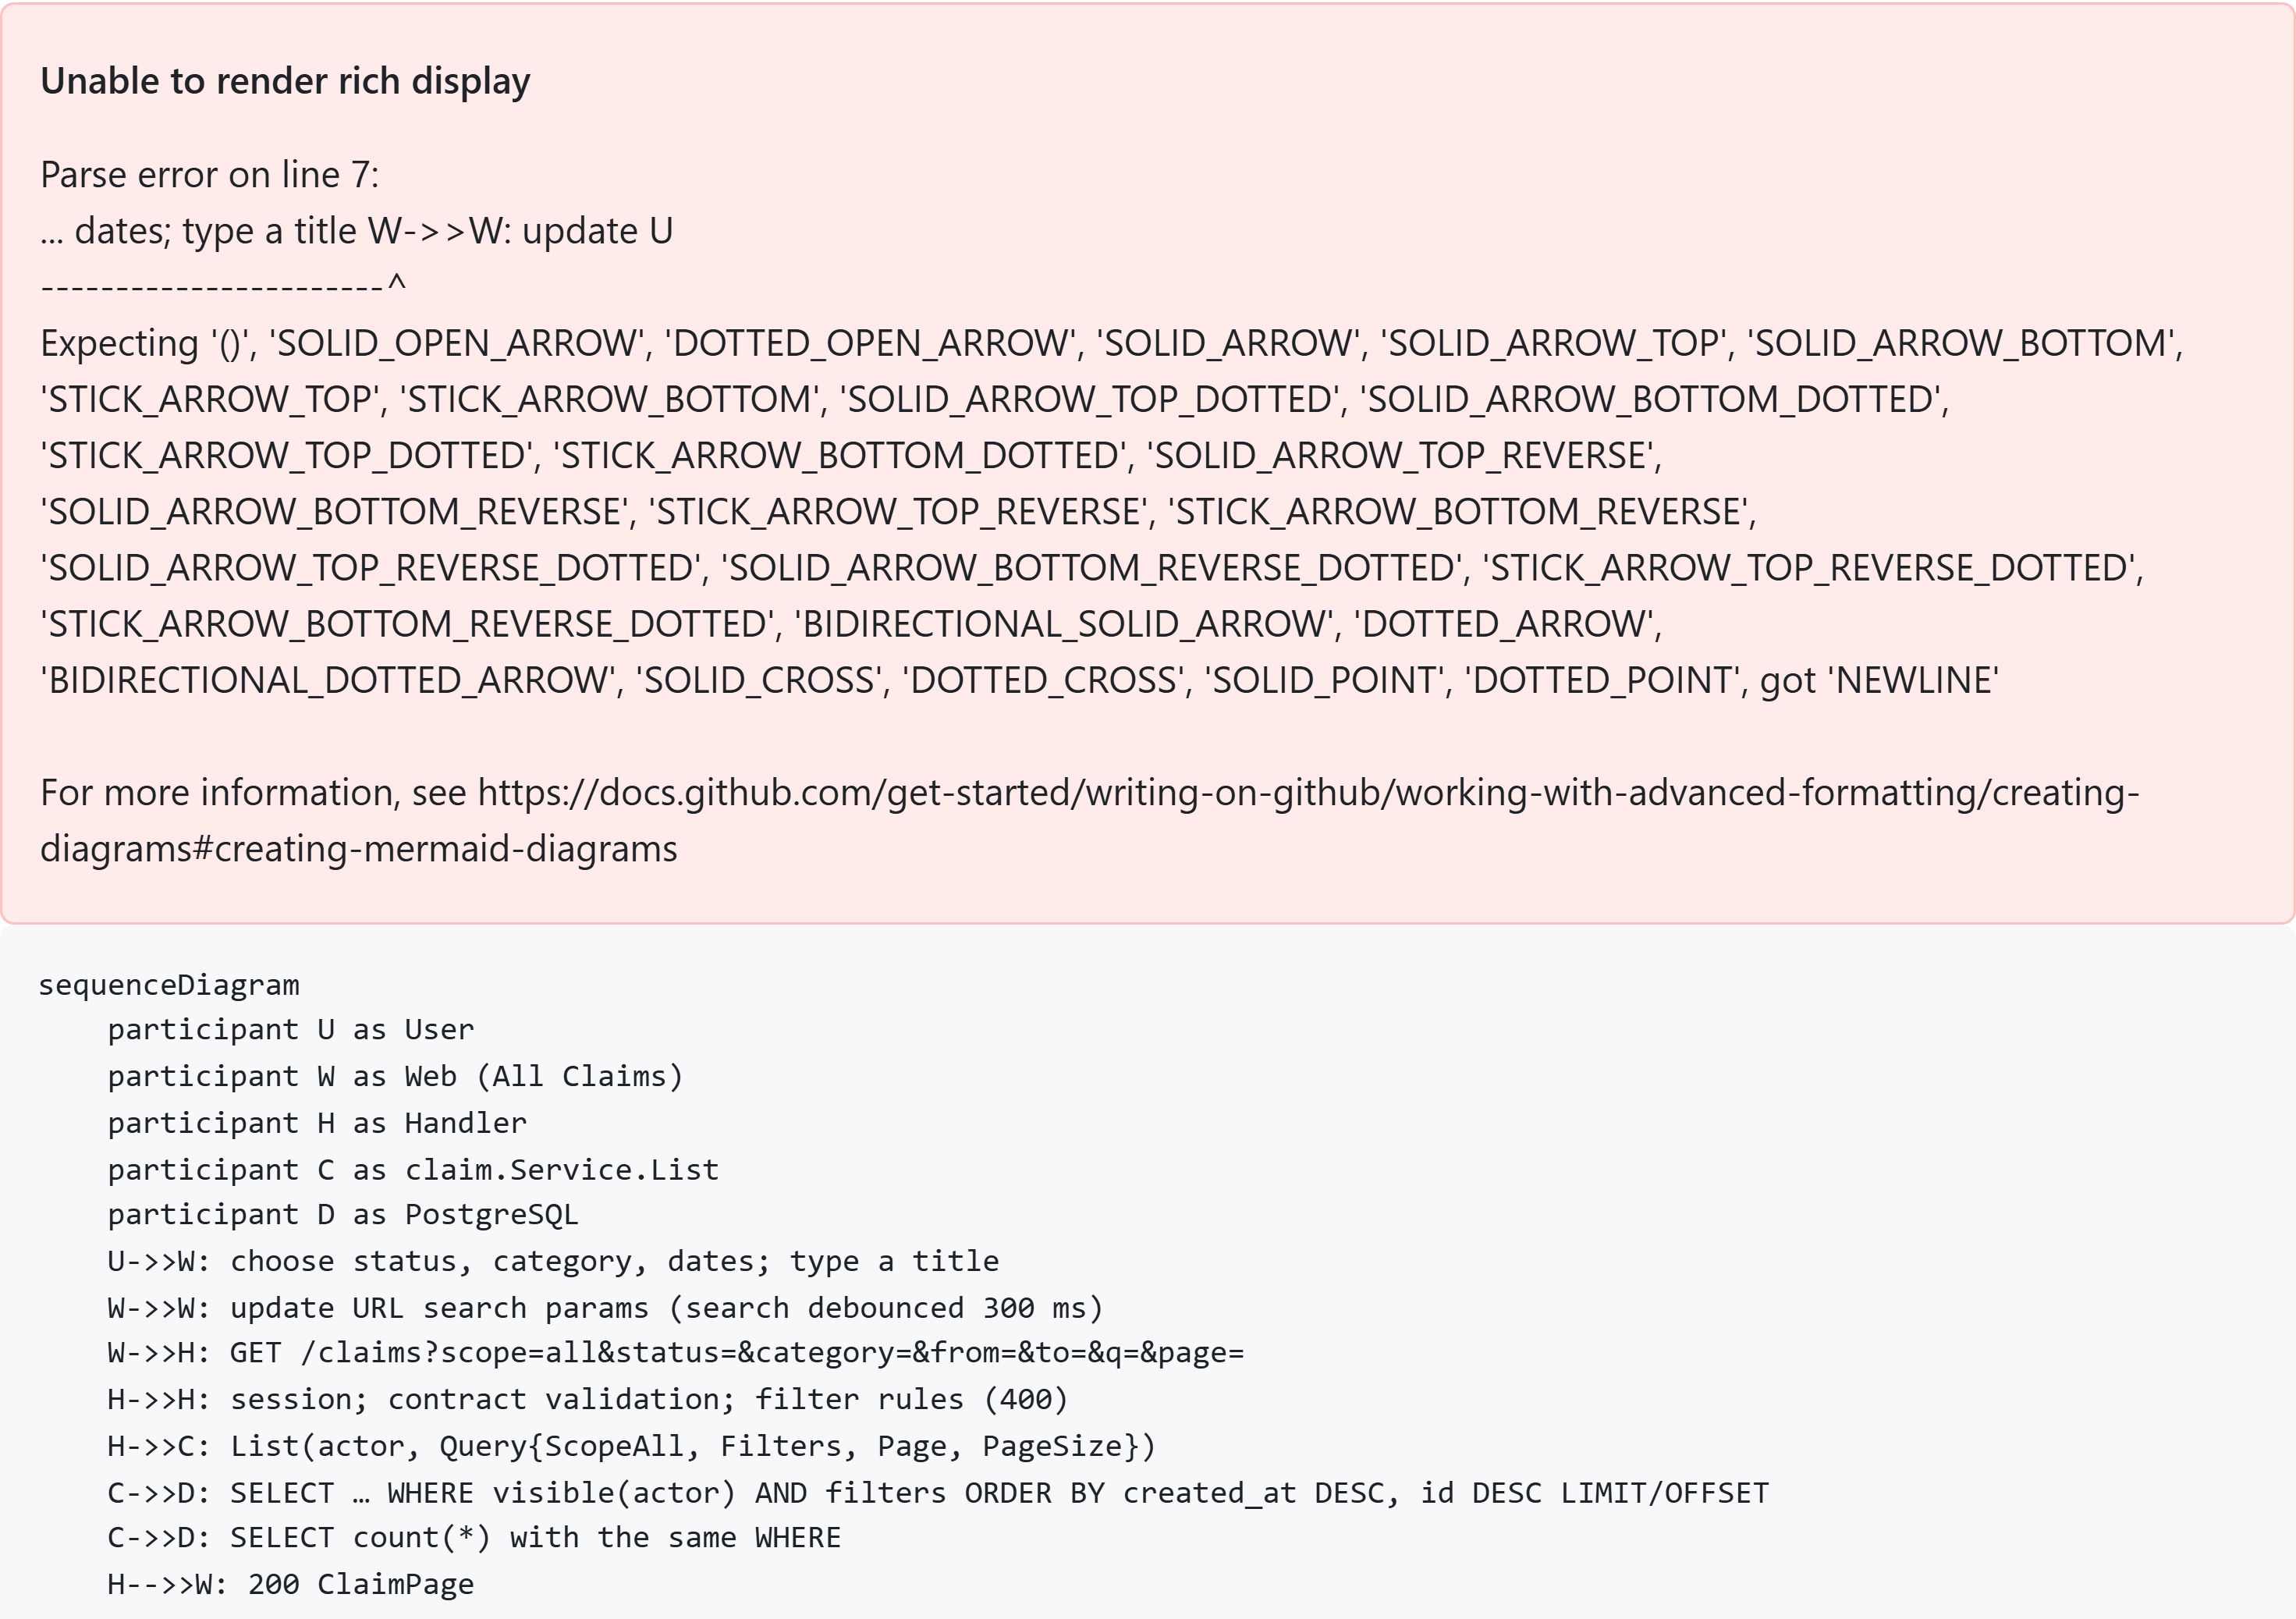 Unable to render rich display
Parse error on line 7:
... dates; type a title W->>W: update U
-----------------------^
Expecting '()', 'SOLID_OPEN_ARROW', 'DOTTED_OPEN_ARROW', 'SOLID_ARROW', 'SOLID_ARROW_TOP', 'SOLID_ARROW_BOTTOM',
'STICK_ARROW_TOP', 'STICK_ARROW_BOTTOM', 'SOLID_ARROW_TOP_DOTTED', 'SOLID_ARROW_BOTTOM_DOTTED',
'STICK_ARROW_TOP_DOTTED', 'STICK_ARROW_BOTTOM_DOTTED', 'SOLID_ARROW_TOP_REVERSE',
'SOLID_ARROW_BOTTOM_REVERSE', 'STICK_ARROW_TOP_REVERSE', 'STICK_ARROW_BOTTOM_REVERSE',
'SOLID_ARROW_TOP_REVERSE_DOTTED', 'SOLID_ARROW_BOTTOM_REVERSE_DOTTED', 'STICK_ARROW_TOP_REVERSE_DOTTED',
'STICK_ARROW_BOTTOM_REVERSE_DOTTED', 'BIDIRECTIONAL_SOLID_ARROW', 'DOTTED_ARROW',
'BIDIRECTIONAL_DOTTED_ARROW', 'SOLID_CROSS', 'DOTTED_CROSS', 'SOLID_POINT', 'DOTTED_POINT', got 'NEWLINE'
For more information, see https://docs.github.com/get-started/writing-on-github/working-with-advanced-formatting/creating-
diagrams#creating-mermaid-diagrams
sequenceDiagram
    participant U as User
    participant W as Web (All Claims)
    participant H as Handler
    participant C as claim.Service.List
    participant D as PostgreSQL
    U->>W: choose status, category, dates; type a title
    W->>W: update URL search params (search debounced 300 ms)
    W->>H: GET /claims?scope=all&status=&category=&from=&to=&q=&page=
    H->>H: session; contract validation; filter rules (400)
    H->>C: List(actor, Query{ScopeAll, Filters, Page, PageSize})
    C->>D: SELECT … WHERE visible(actor) AND filters ORDER BY created_at DESC, id DESC LIMIT/OFFSET
    C->>D: SELECT count(*) with the same WHERE
    H-->>W: 200 ClaimPage